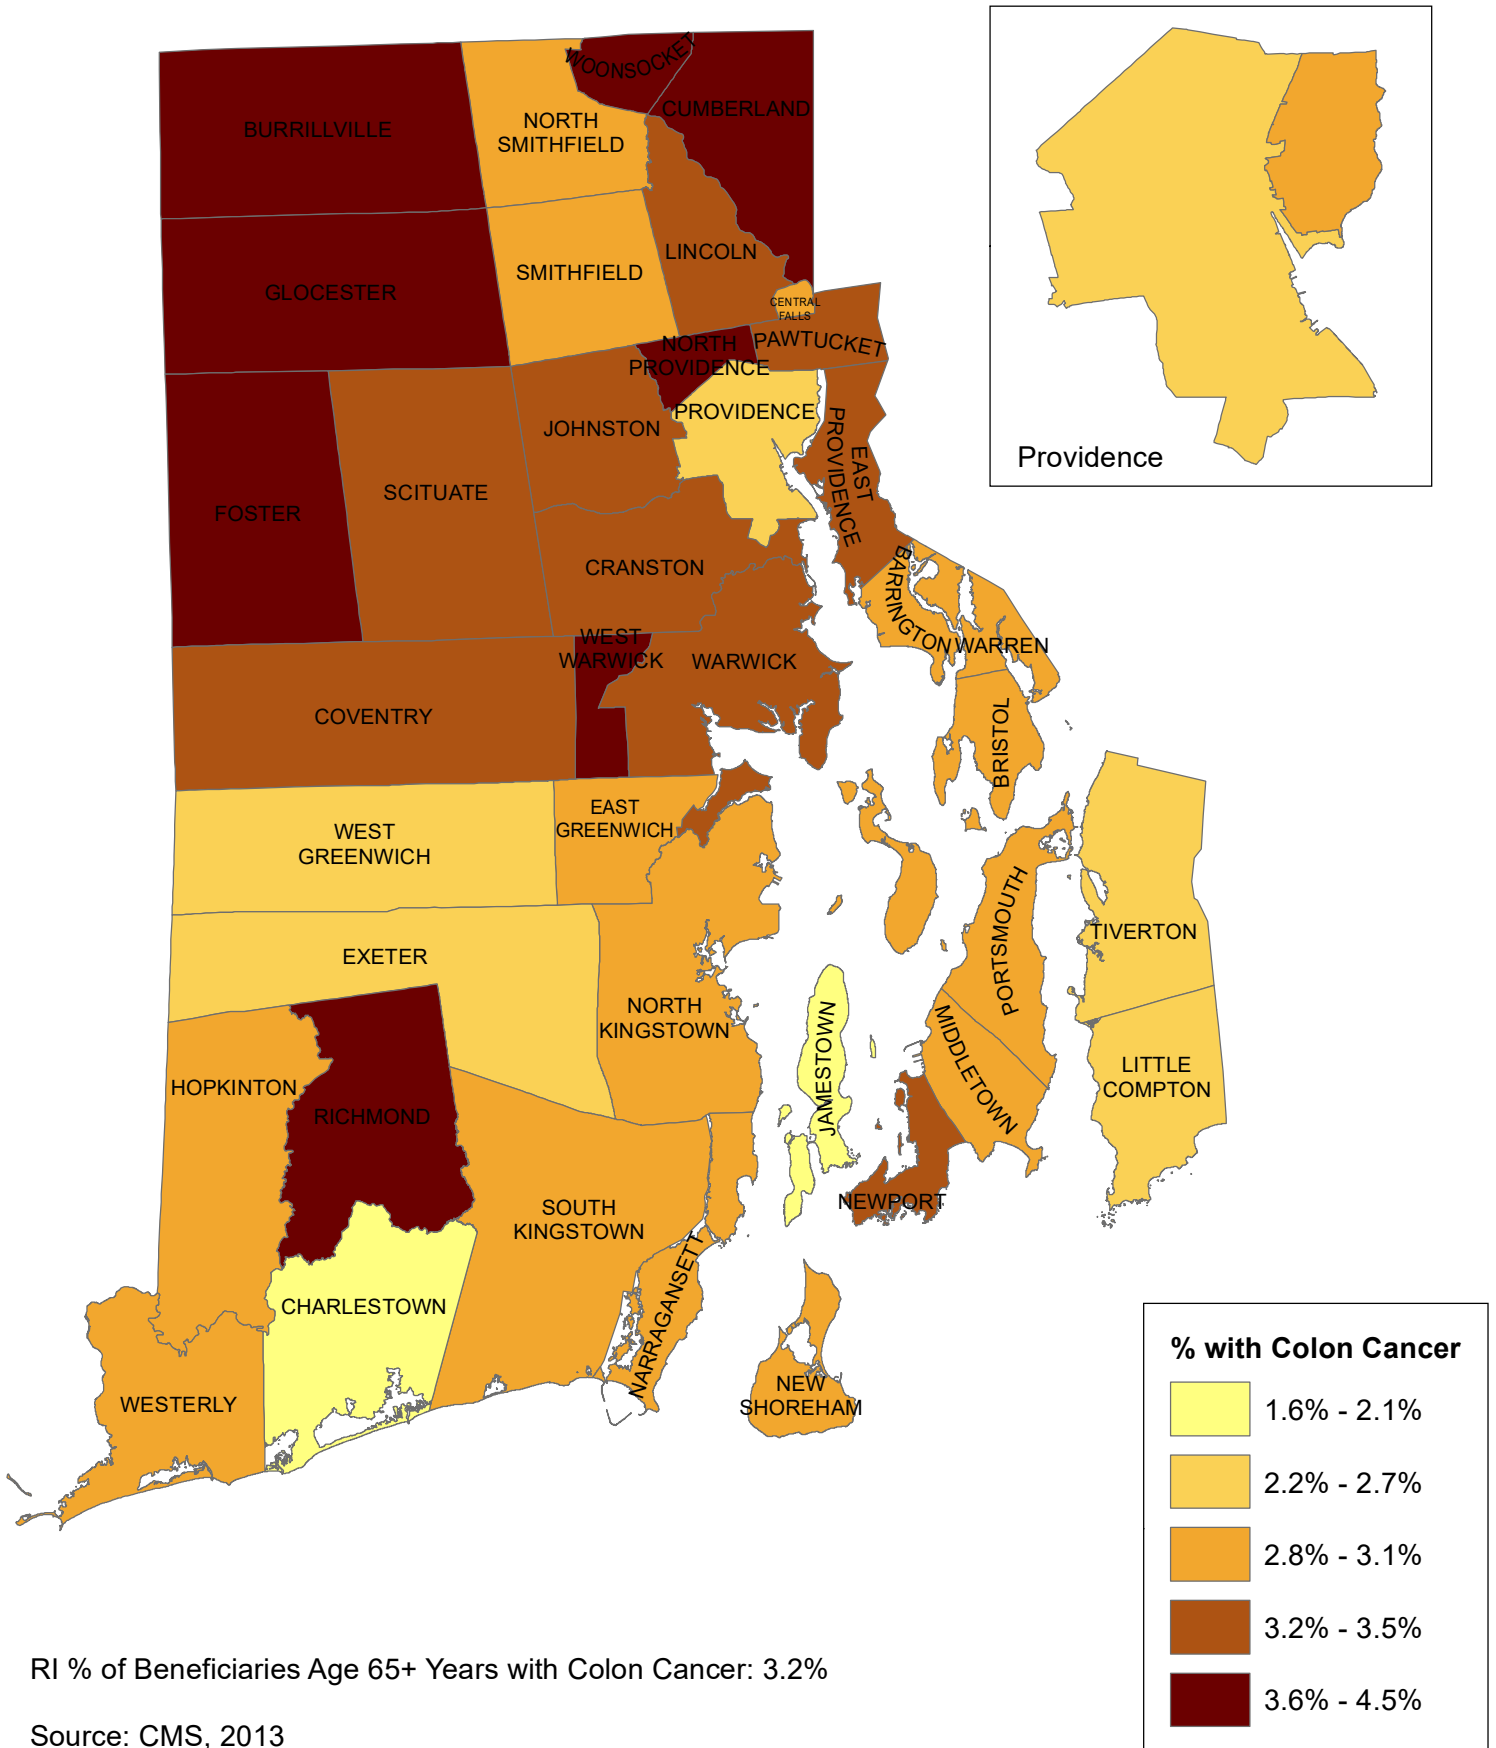 WOONSOCKET
CUMBERLAND
BURRILLVILLE
NORTH
SMITHFIELD
LINCOLN
SMITHFIELD
GLOCESTER
CENTRAL
FALLS
NORTH
PROVIDENCE
PAWTUCKET
PROVIDENCE
JOHNSTON
EAST
PROVIDENCE
SCITUATE
FOSTER
CRANSTON
BARRINGTON
WARREN
WEST
WARWICK
WARWICK
COVENTRY
BRISTOL
EAST
GREENWICH
WEST
GREENWICH
PORTSMOUTH
TIVERTON
EXETER
NORTH
KINGSTOWN
JAMESTOWN
MIDDLETOWN
LITTLE
COMPTON
HOPKINTON
RICHMOND
NEWPORT
SOUTH
KINGSTOWN
NARRAGANSETT
CHARLESTOWN
NEW
SHOREHAM
WESTERLY
Providence
% with Colon Cancer
1.6% - 2.1%
2.2% - 2.7%
2.8% - 3.1%
3.2% - 3.5%
3.6% - 4.5%
RI % of Beneficiaries Age 65+ Years with Colon Cancer: 3.2%
Source: CMS, 2013